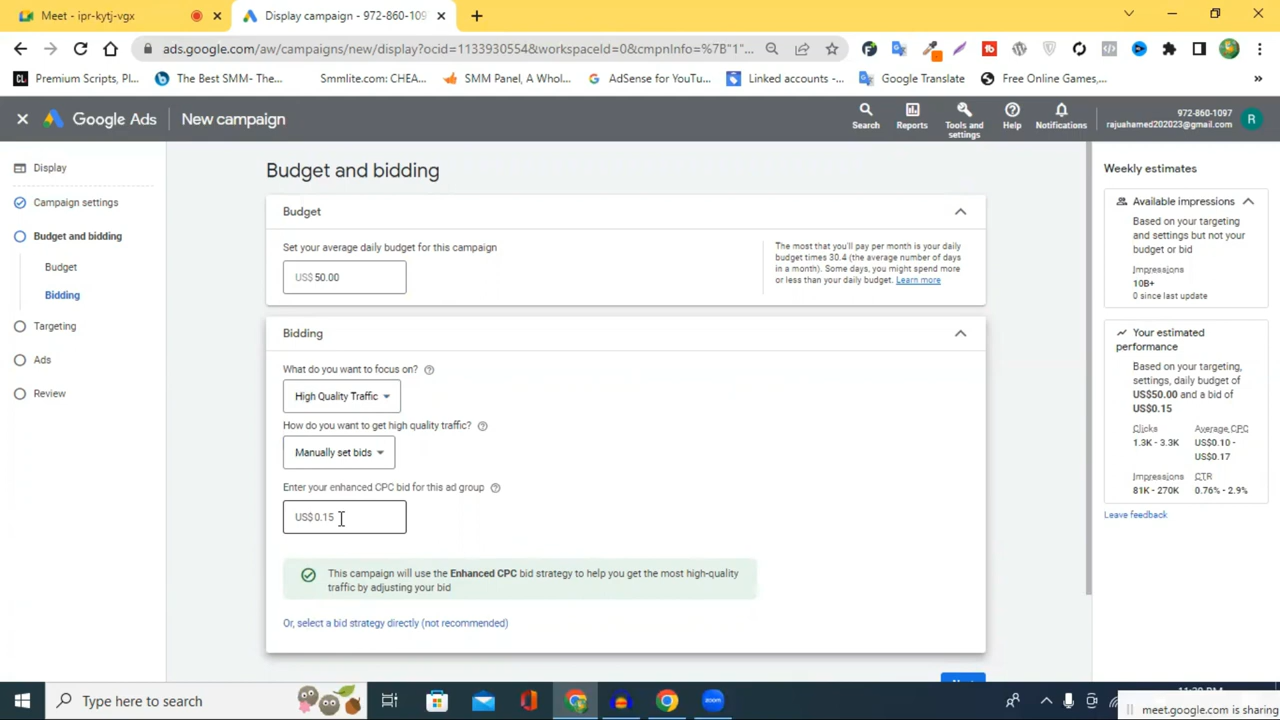 Meet - ipr-kytj-vgx
Display campaign - 972-860-109
ads.google.com/aw/campaigns/new/display?ocid=1133930554&workspaceId=0&cmpnInfo=%7B"1"...
Premium Scripts, Pl...
The Best SMM- The...
Smmlite.com: CHEA...
SMM Panel, A Whol...
AdSense for YouTu...
Linked accounts -...
Google Translate
Free Online Games,...
Google Ads
New campaign
Search
Reports
Tools and settings
Help
Notifications
972-860-1097
rajuahamed202023@gmail.com
R
Display
Campaign settings
Budget and bidding
Budget
Bidding
Targeting
Ads
Review
Budget and bidding
Budget
Set your average daily budget for this campaign
US$ 50.00
The most that you'll pay per month is your daily
budget times 30.4 (the average number of days
in a month). Some days, you might spend more
or less than your daily budget. Learn more
Bidding
What do you want to focus on?
High Quality Traffic
How do you want to get high quality traffic?
Manually set bids
Enter your enhanced CPC bid for this ad group
US$ 0.15
This campaign will use the Enhanced CPC bid strategy to help you get the most high-quality
traffic by adjusting your bid
Or, select a bid strategy directly (not recommended)
Weekly estimates
Available impressions
Based on your targeting
and settings but not your
budget or bid
Impressions
10B+
0 since last update
Your estimated
performance
Based on your targeting,
settings, daily budget of
US$50.00 and a bid of
US$0.15
Clicks
1.3K - 3.3K
Average CPC
US$0.10 -
US$0.17
Impressions
81K - 270K
CTR
0.76% - 2.9%
Leave feedback
Type here to search
zoom
meet.google.com is sharing